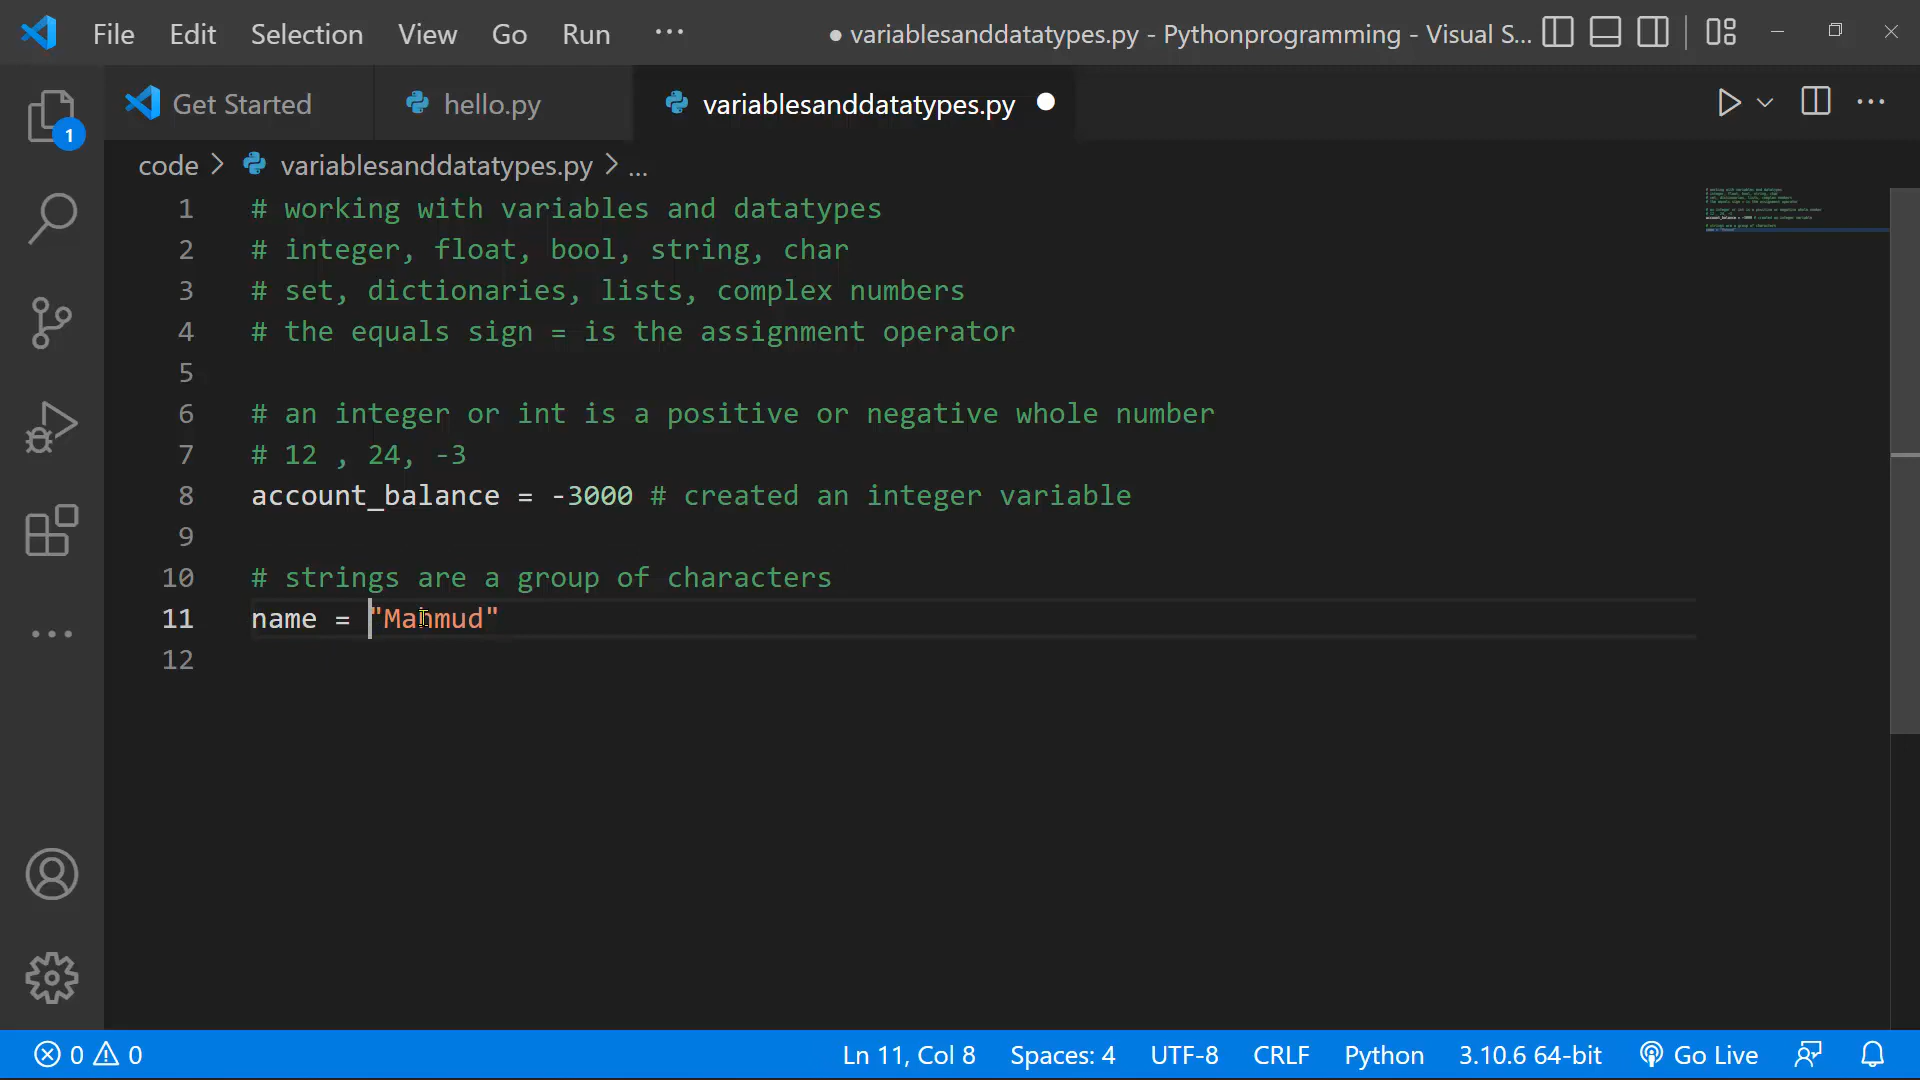 File Edit Selection View Go Run ··· ● variablesanddatatypes.py - Pythonprogramming - Visual S...
Get Started hello.py variablesanddatatypes.py
code > variablesanddatatypes.py > ...
1 # working with variables and datatypes
2 # integer, float, bool, string, char
3 # set, dictionaries, lists, complex numbers
4 # the equals sign = is the assignment operator
5
6 # an integer or int is a positive or negative whole number
7 # 12 , 24, -3
8 account_balance = -3000 # created an integer variable
9
10 # strings are a group of characters
11 name = "Mahmud"
12
1
0 0 Ln 11, Col 8 Spaces: 4 UTF-8 CRLF Python 3.10.6 64-bit Go Live